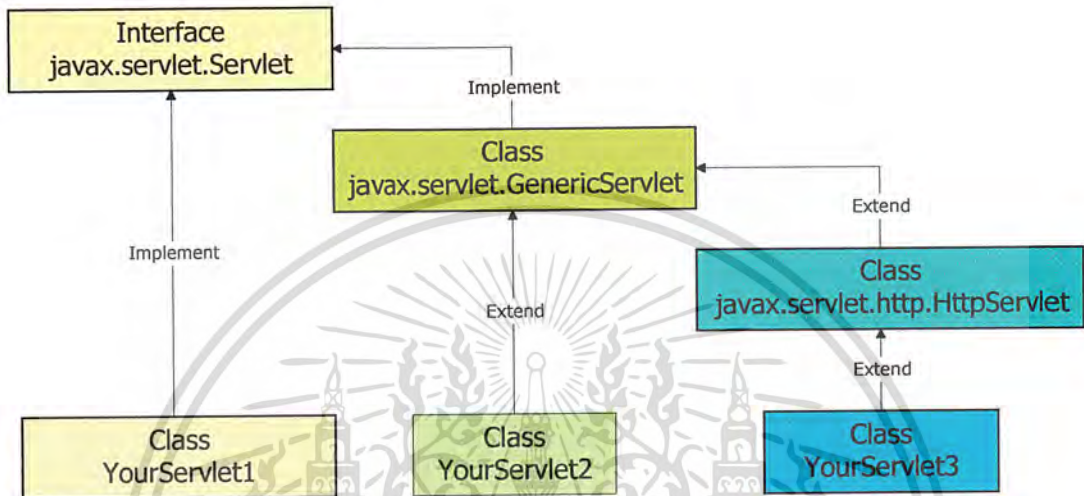 Interface
javax.servlet.Servlet
Implement
Class
javax.servlet.GenericServlet
Extend
Implement
Class
javax.servlet.http.HttpServlet
Extend
Extend
Class
YourServlet1
Class
YourServlet2
Class
YourServlet3